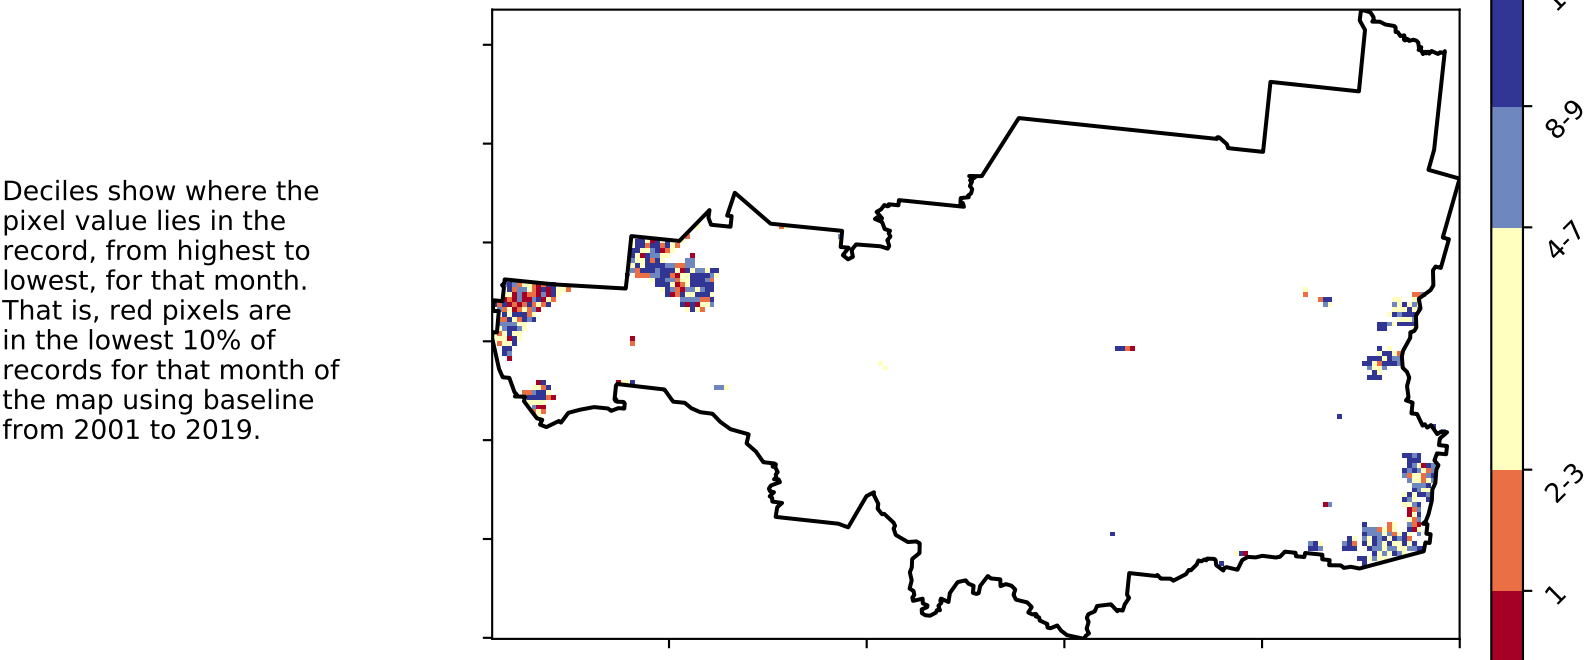 Deciles show where the
pixel value lies in the
record, from highest to
lowest, for that month.
That is, red pixels are
in the lowest 10% of
records for that month of
the map using baseline
from 2001 to 2019.
8-9
4-7
2-3
1